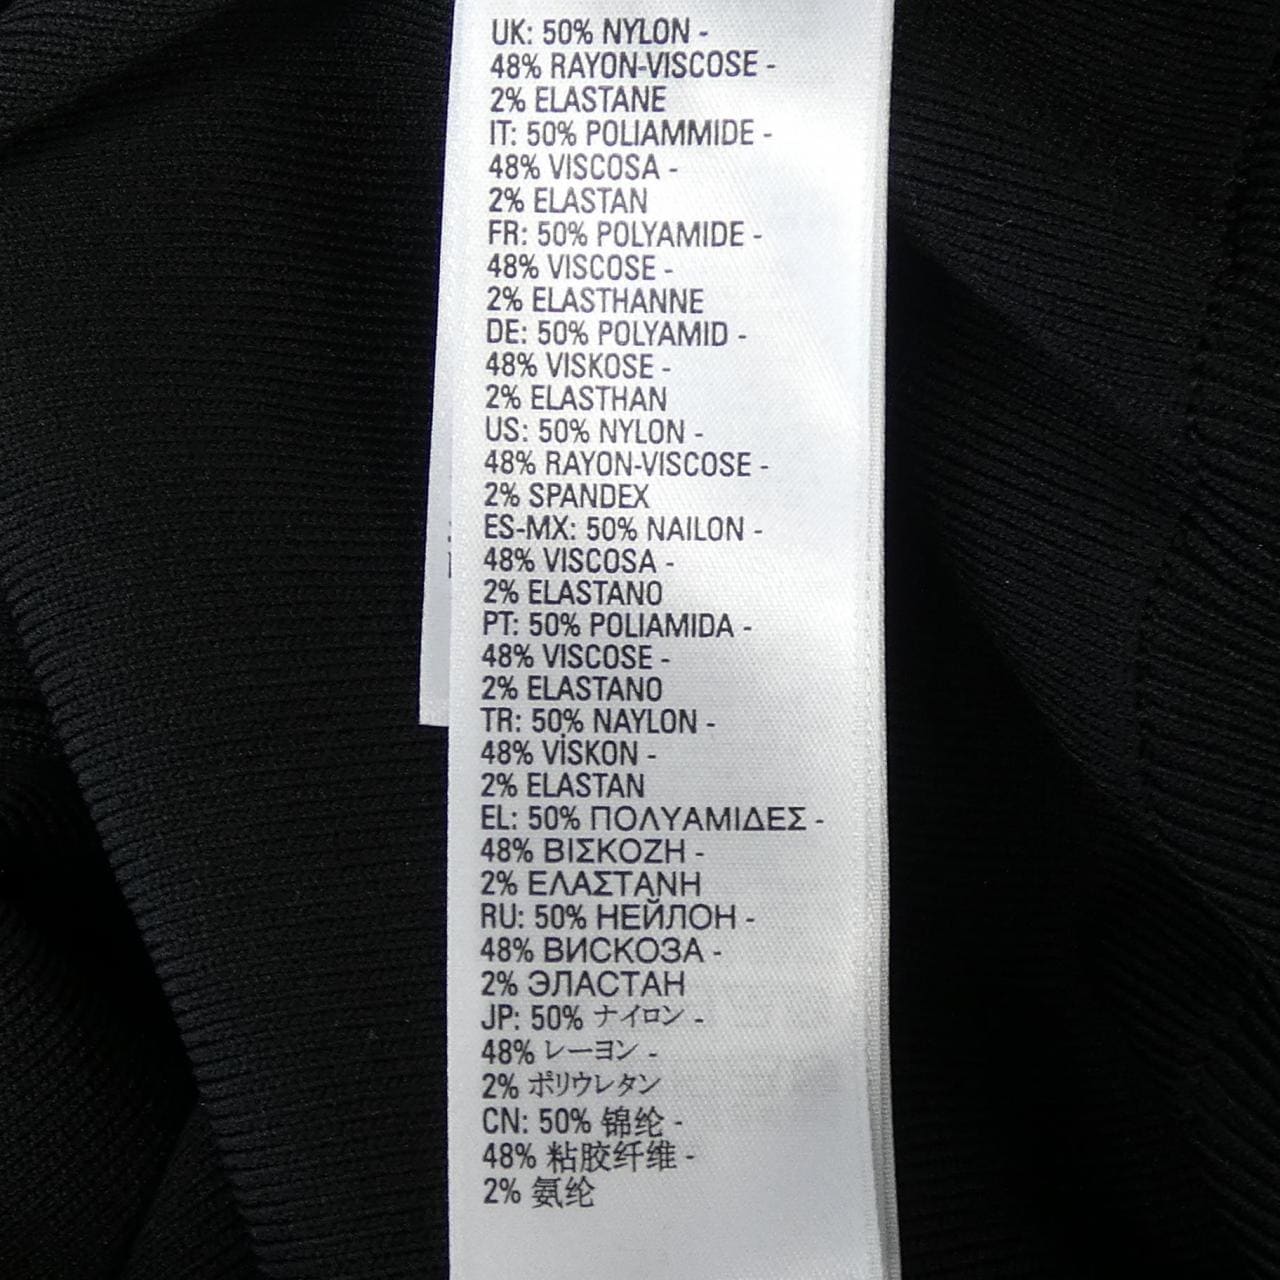 UK: 50% NYLON -
48% RAYON-VISCOSE -
2% ELASTANE
IT: 50% POLIAMMIDE -
48% VISCOSA -
2% ELASTAN
FR: 50% POLYAMIDE -
48% VISCOSE -
2% ELASTHANNE
DE: 50% POLYAMID -
48% VISKOSE -
2% ELASTHAN
US: 50% NYLON -
48% RAYON-VISCOSE -
2% SPANDEX
ES-MX: 50% NAILON -
48% VISCOSA -
2% ELASTANO
PT: 50% POLIAMIDA -
48% VISCOSE -
2% ELASTANO
TR: 50% NAYLON -
48% VİSKON -
2% ELASTAN
EL: 50% ΠΟΛΥΑΜΙΔΕΣ -
48% ΒΙΣΚΟΖΗ -
2% ΕΛΑΣΤΑΝΗ
RU: 50% НЕЙЛОН -
48% ВИСКОЗА -
2% ЭЛАСТАН
JP: 50% ナイロン -
48% レーヨン -
2% ポリウレタン
CN: 50% 锦纶 -
48% 粘胶纤维 -
2% 氨纶